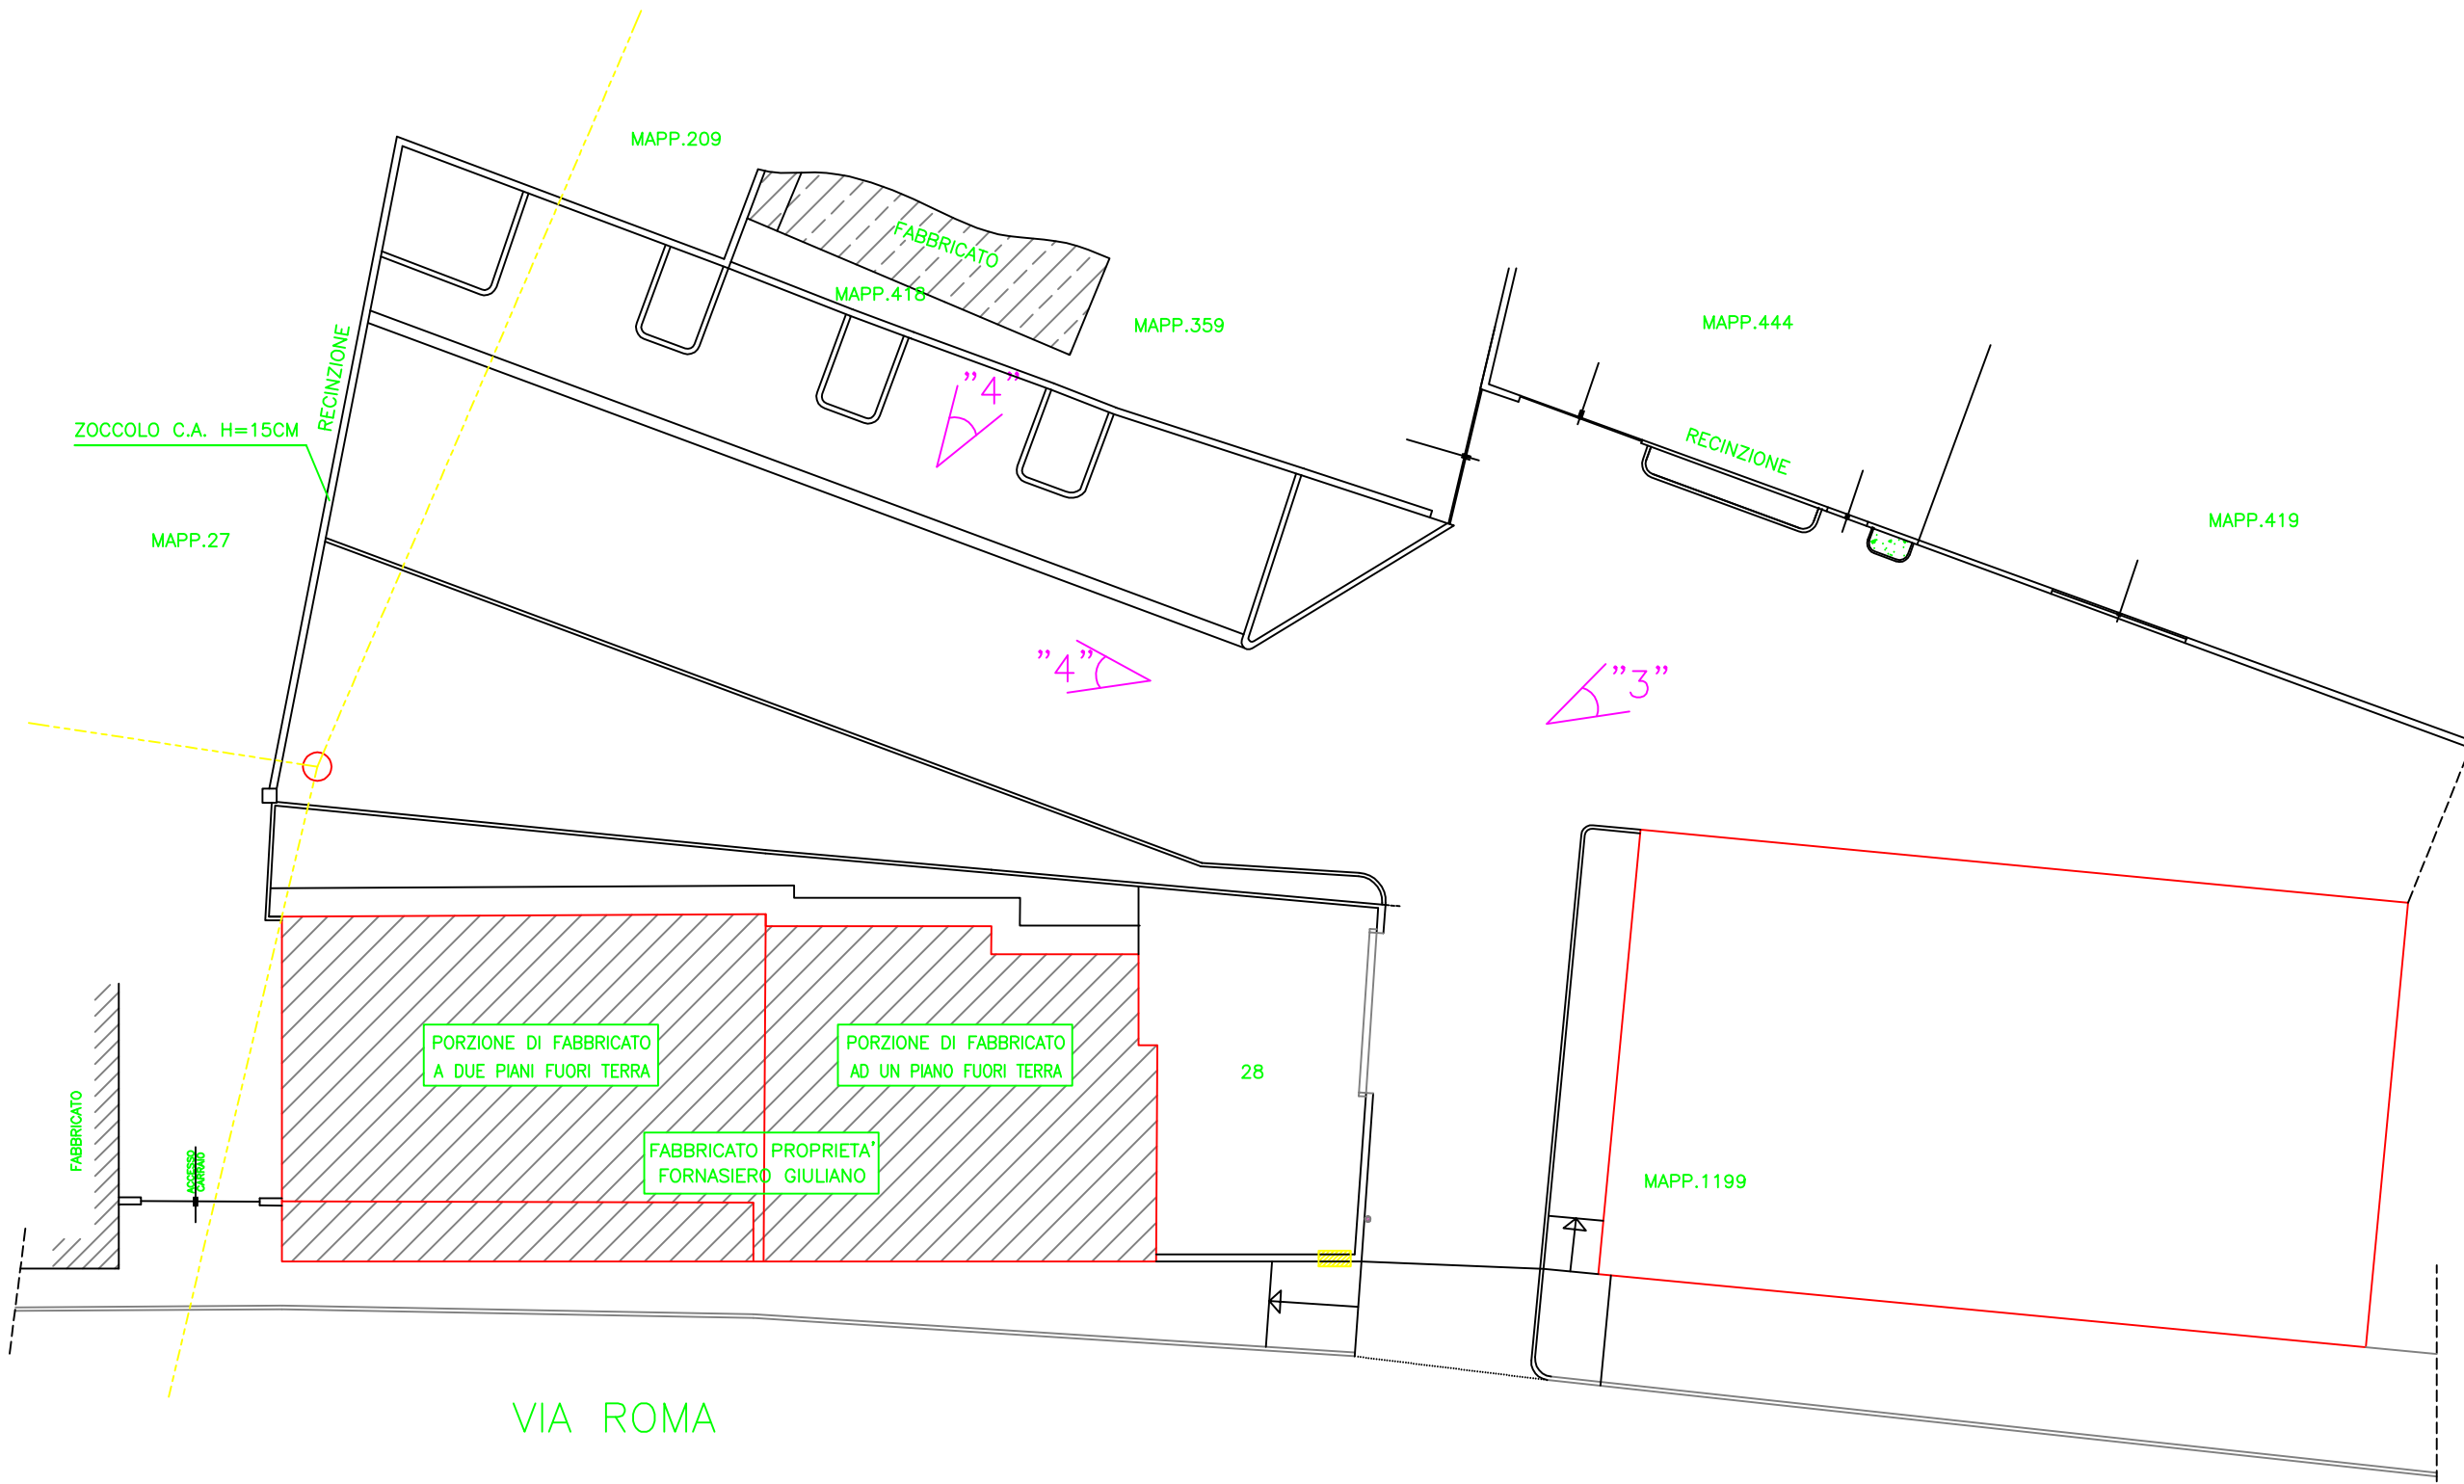 MAPP.209
FABBRICATO
MAPP.418
MAPP.359
MAPP.444
RECINZIONE
"4"
RECINZIONE
ZOCCOLO C.A. H=15CM
MAPP.27
MAPP.419
"4"
"3"
PORZIONE DI FABBRICATO
A DUE PIANI FUORI TERRA
PORZIONE DI FABBRICATO
AD UN PIANO FUORI TERRA
28
FABBRICATO
ACCESSO
CARRAIO
FABBRICATO PROPRIETA'
FORNASIERO GIULIANO
MAPP.1199
VIA ROMA